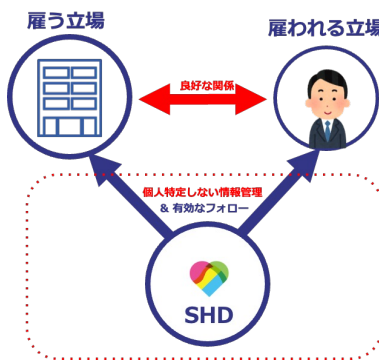 雇う立場
雇われる立場
良好な関係
個人特定しない情報管理
& 有効なフォロー
SHD